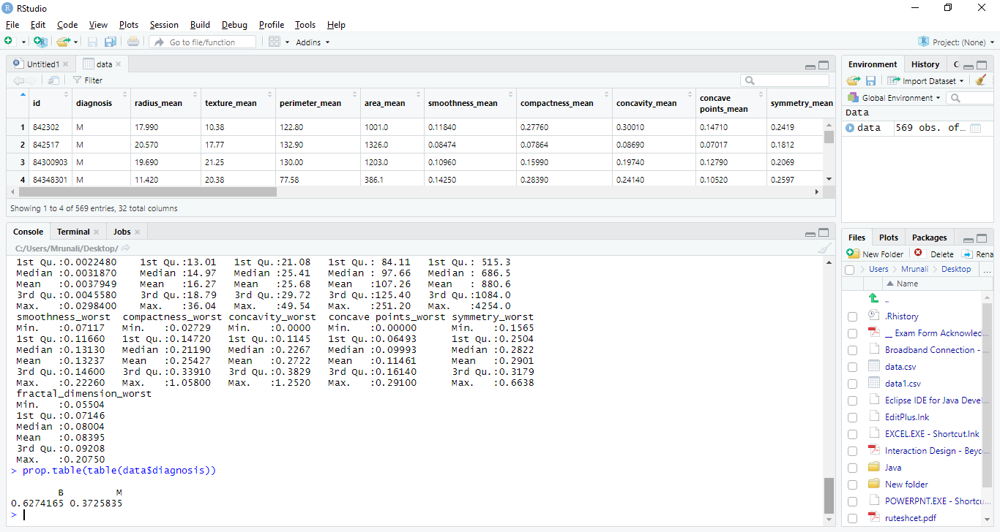 RStudio
File Edit Code View Plots Session Build Debug Profile Tools Help
Go to file/function Addins Project: (None)
Untitled1 data
Filter
id diagnosis radius_mean texture_mean perimeter_mean area_mean smoothness_mean compactness_mean concavity_mean concave points_mean symmetry_mean
1 842302 M 17.990 10.38 122.80 1001.0 0.11840 0.27760 0.30010 0.14710 0.2419
2 842517 M 20.570 17.77 132.90 1326.0 0.08474 0.07864 0.08690 0.07017 0.1812
3 84300903 M 19.690 21.25 130.00 1203.0 0.10960 0.15990 0.19740 0.12790 0.2069
4 84348301 M 11.420 20.38 77.58 386.1 0.14250 0.28390 0.24140 0.10520 0.2597
Showing 1 to 4 of 569 entries, 32 total columns
Console Terminal Jobs
C:/Users/Mrunali/Desktop/
1st Qu.:0.0022480 1st Qu.:13.01 1st Qu.:21.08 1st Qu.: 84.11 1st Qu.: 515.3
Median :0.0031870 Median :14.97 Median :25.41 Median : 97.66 Median : 686.5
Mean :0.0037949 Mean :16.27 Mean :25.68 Mean :107.26 Mean : 880.6
3rd Qu.:0.0045580 3rd Qu.:18.79 3rd Qu.:29.72 3rd Qu.:125.40 3rd Qu.:1084.0
Max. :0.0298400 Max. :36.04 Max. :49.54 Max. :251.20 Max. :4254.0
smoothness_worst compactness_worst concavity_worst concave points_worst symmetry_worst
Min. :0.07117 Min. :0.02729 Min. :0.0000 Min. :0.00000 Min. :0.1565
1st Qu.:0.11660 1st Qu.:0.14720 1st Qu.:0.1145 1st Qu.:0.06493 1st Qu.:0.2504
Median :0.13130 Median :0.21190 Median :0.2267 Median :0.09993 Median :0.2822
Mean :0.13237 Mean :0.25427 Mean :0.2722 Mean :0.11461 Mean :0.2901
3rd Qu.:0.14600 3rd Qu.:0.33910 3rd Qu.:0.3829 3rd Qu.:0.16140 3rd Qu.:0.3179
Max. :0.22260 Max. :1.05800 Max. :1.2520 Max. :0.29100 Max. :0.6638
fractal_dimension_worst
Min. :0.05504
1st Qu.:0.07146
Median :0.08004
Mean :0.08395
3rd Qu.:0.09208
Max. :0.20750
> prop.table(table(data$diagnosis))
B M
0.6274165 0.3725835
>
Environment History C
Import Dataset
Global Environment
Data
data 569 obs. of...
Files Plots Packages
New Folder Delete Rena
Users Mrunali Desktop ...
Name
..
.Rhistory
__ Exam Form Acknowlec...
Broadband Connection - ...
data.csv
data1.csv
Eclipse IDE for Java Deve...
EditPlus.lnk
EXCEL.EXE - Shortcut.lnk
Interaction Design - Beyc...
Java
New folder
POWERPNT.EXE - Shortcu...
ruteshcet.pdf